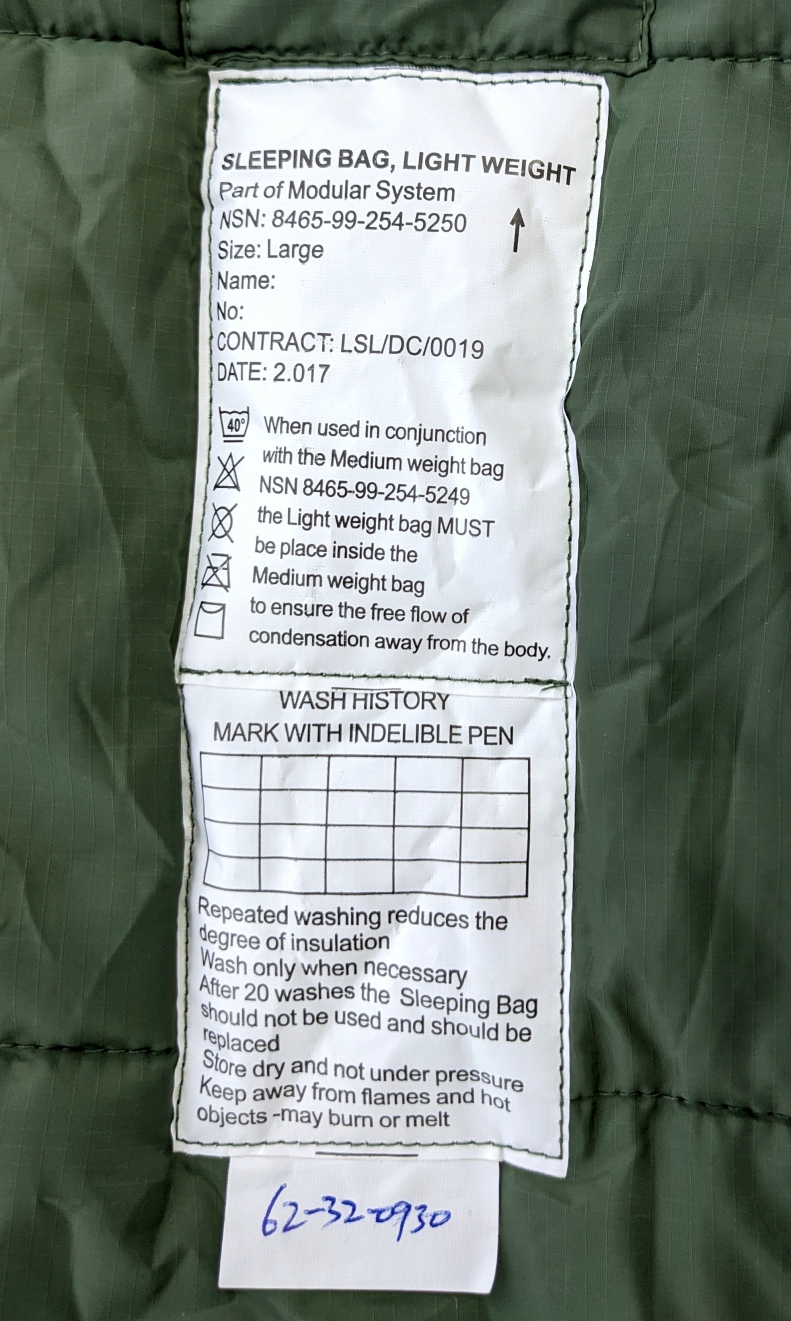 SLEEPING BAG, LIGHT WEIGHT
Part of Modular System
NSN: 8465-99-254-5250
Size: Large
Name:
No:
CONTRACT: LSL/DC/0019
DATE: 2.017
40°
When used in conjunction
with the Medium weight bag
NSN 8465-99-254-5249
the Light weight bag MUST
be place inside the
Medium weight bag
to ensure the free flow of
condensation away from the body.
WASH HISTORY
MARK WITH INDELIBLE PEN
Repeated washing reduces the
degree of insulation
Wash only when necessary
After 20 washes the Sleeping Bag
should not be used and should be
replaced
Store dry and not under pressure
Keep away from flames and hot
objects -may burn or melt
62-32-0930